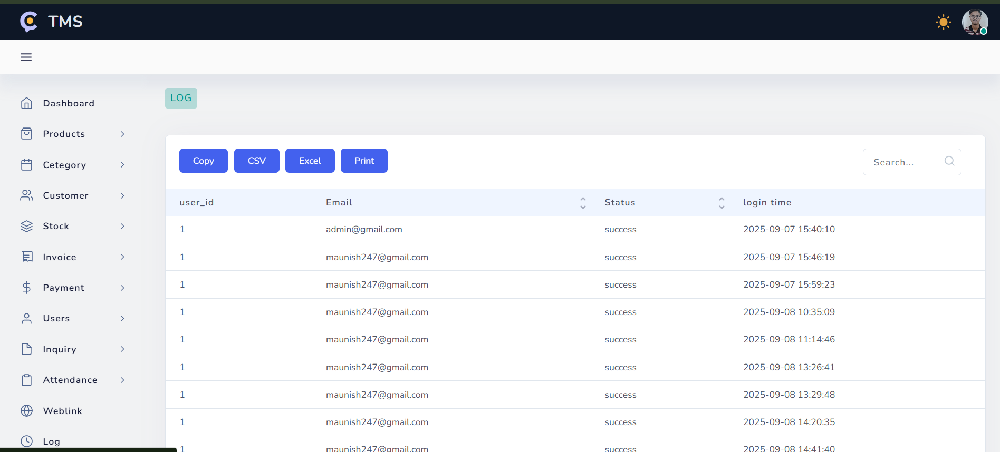 TMS
Dashboard
Products
Cetegory
Customer
Stock
Invoice
Payment
Users
Inquiry
Attendance
Weblink
Log
LOG
Copy CSV Excel Print Search...
user_id Email Status login time
1 admin@gmail.com success 2025-09-07 15:40:10
1 maunish247@gmail.com success 2025-09-07 15:46:19
1 maunish247@gmail.com success 2025-09-07 15:59:23
1 maunish247@gmail.com success 2025-09-08 10:35:09
1 maunish247@gmail.com success 2025-09-08 11:14:46
1 maunish247@gmail.com success 2025-09-08 13:26:41
1 maunish247@gmail.com success 2025-09-08 13:29:48
1 maunish247@gmail.com success 2025-09-08 14:20:35
1 maunish247@gmail.com success 2025-09-08 14:41:40